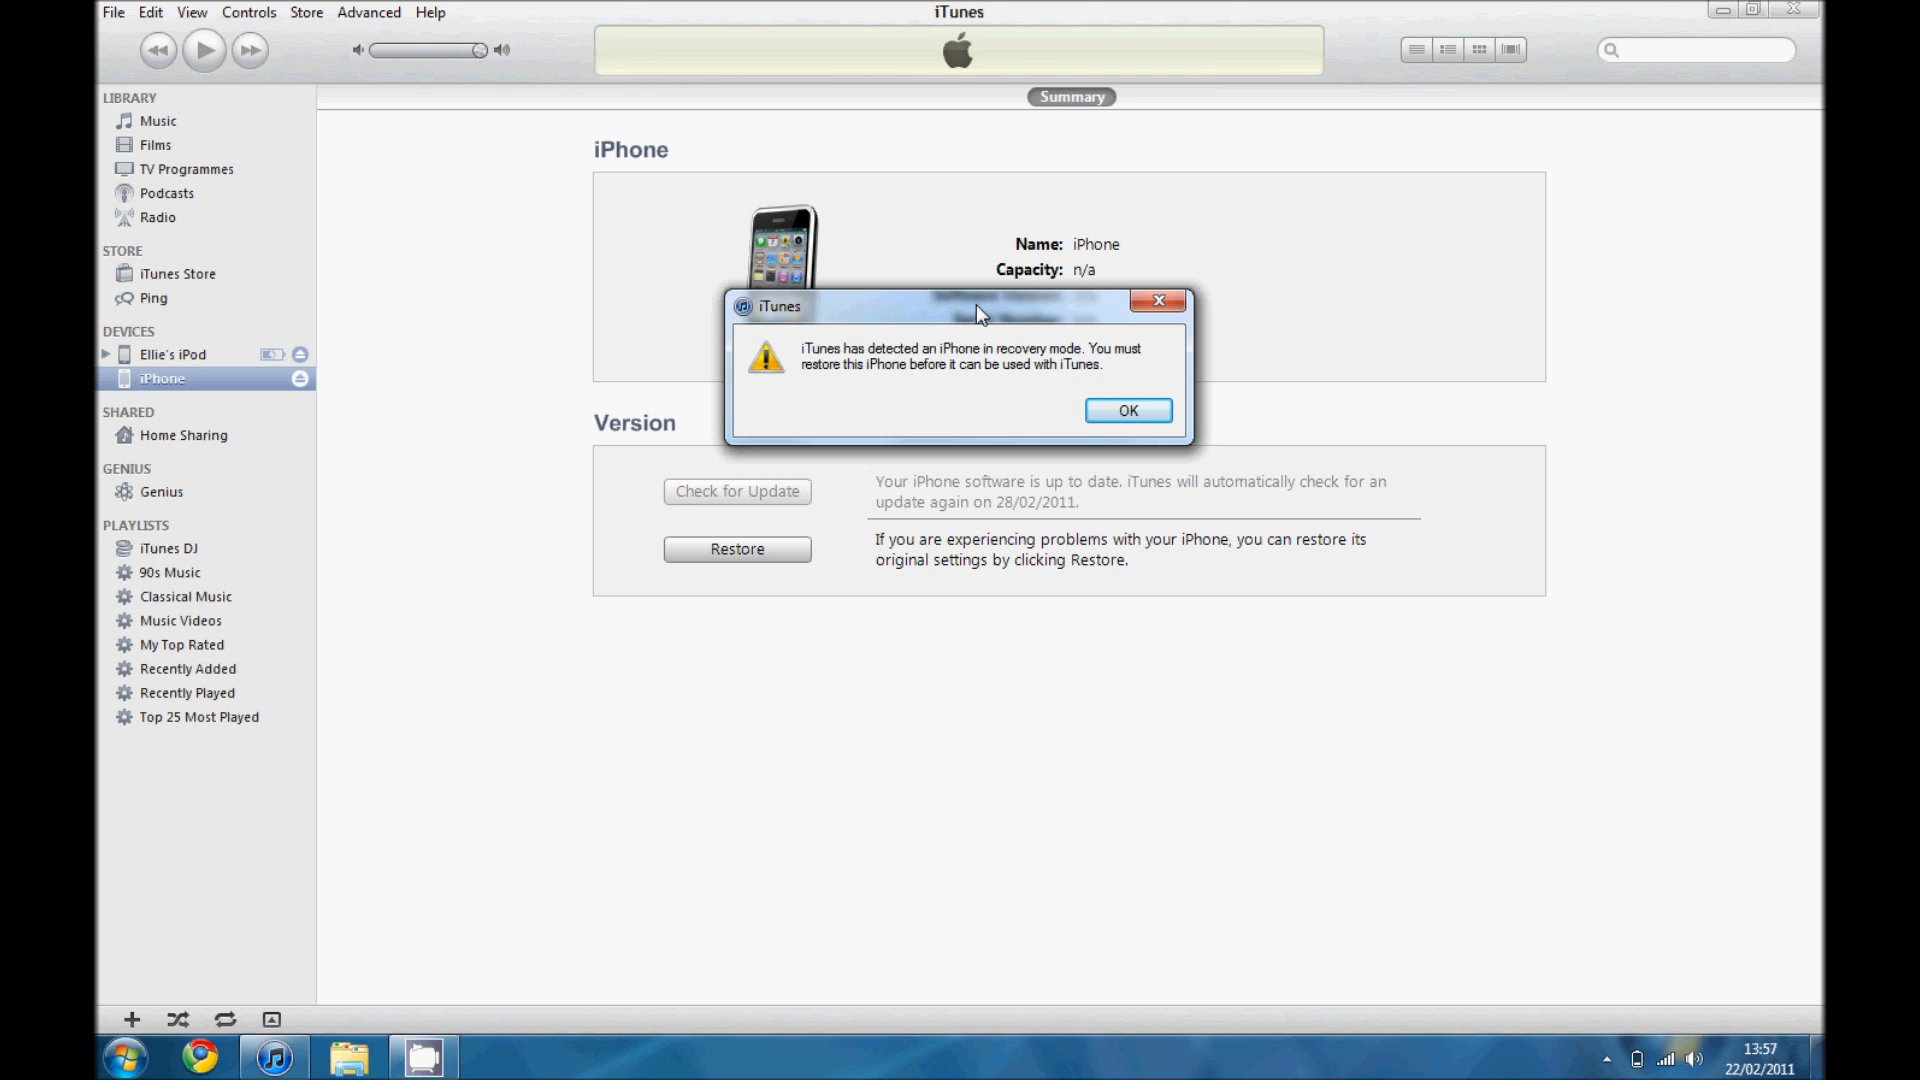 File Edit View Controls Store Advanced Help
iTunes
LIBRARY
Music
Films
TV Programmes
Podcasts
Radio
STORE
iTunes Store
Ping
DEVICES
Ellie's iPod
iPhone
SHARED
Home Sharing
GENIUS
Genius
PLAYLISTS
iTunes DJ
90s Music
Classical Music
Music Videos
My Top Rated
Recently Added
Recently Played
Top 25 Most Played
Summary
iPhone
Name: iPhone
Capacity: n/a
iTunes
iTunes has detected an iPhone in recovery mode. You must
restore this iPhone before it can be used with iTunes.
OK
Version
Check for Update
Your iPhone software is up to date. iTunes will automatically check for an
update again on 28/02/2011.
Restore
If you are experiencing problems with your iPhone, you can restore its
original settings by clicking Restore.
13:57
22/02/2011